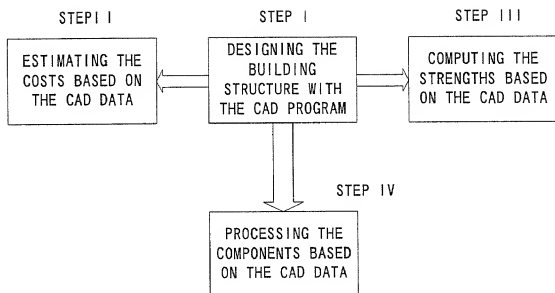 STEP II
ESTIMATING THE
COSTS BASED ON
THE CAD DATA
STEP I
DESIGNING THE
BUILDING
STRUCTURE WITH
THE CAD PROGRAM
STEP III
COMPUTING THE
STRENGTHS BASED
ON THE CAD DATA
STEP IV
PROCESSING THE
COMPONENTS BASED
ON THE CAD DATA